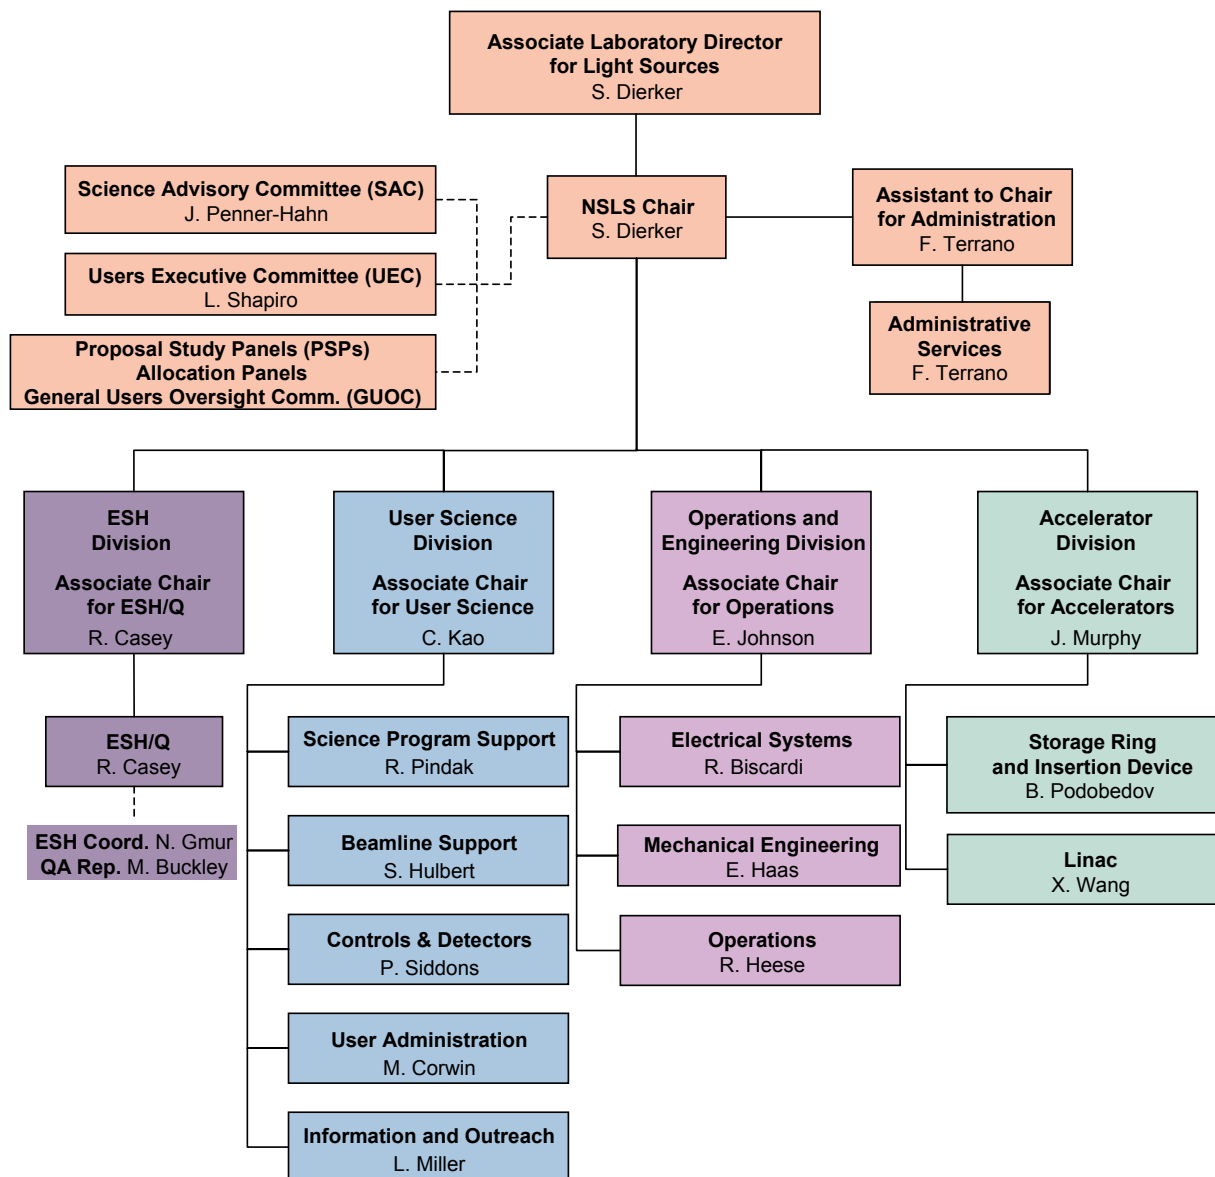 Associate Laboratory Director
for Light Sources
S. Dierker
Science Advisory Committee (SAC)
J. Penner-Hahn
NSLS Chair
S. Dierker
Assistant to Chair
for Administration
F. Terrano
Users Executive Committee (UEC)
L. Shapiro
Administrative
Services
F. Terrano
Proposal Study Panels (PSPs)
Allocation Panels
General Users Oversight Comm. (GUOC)
ESH
Division
Associate Chair
for ESH/Q
R. Casey
User Science
Division
Associate Chair
for User Science
C. Kao
Operations and
Engineering Division
Associate Chair
for Operations
E. Johnson
Accelerator
Division
Associate Chair
for Accelerators
J. Murphy
ESH/Q
R. Casey
ESH Coord. N. Gmur
QA Rep. M. Buckley
Science Program Support
R. Pindak
Beamline Support
S. Hulbert
Controls & Detectors
P. Siddons
User Administration
M. Corwin
Information and Outreach
L. Miller
Electrical Systems
R. Biscardi
Mechanical Engineering
E. Haas
Operations
R. Heese
Storage Ring
and Insertion Device
B. Podobedov
Linac
X. Wang